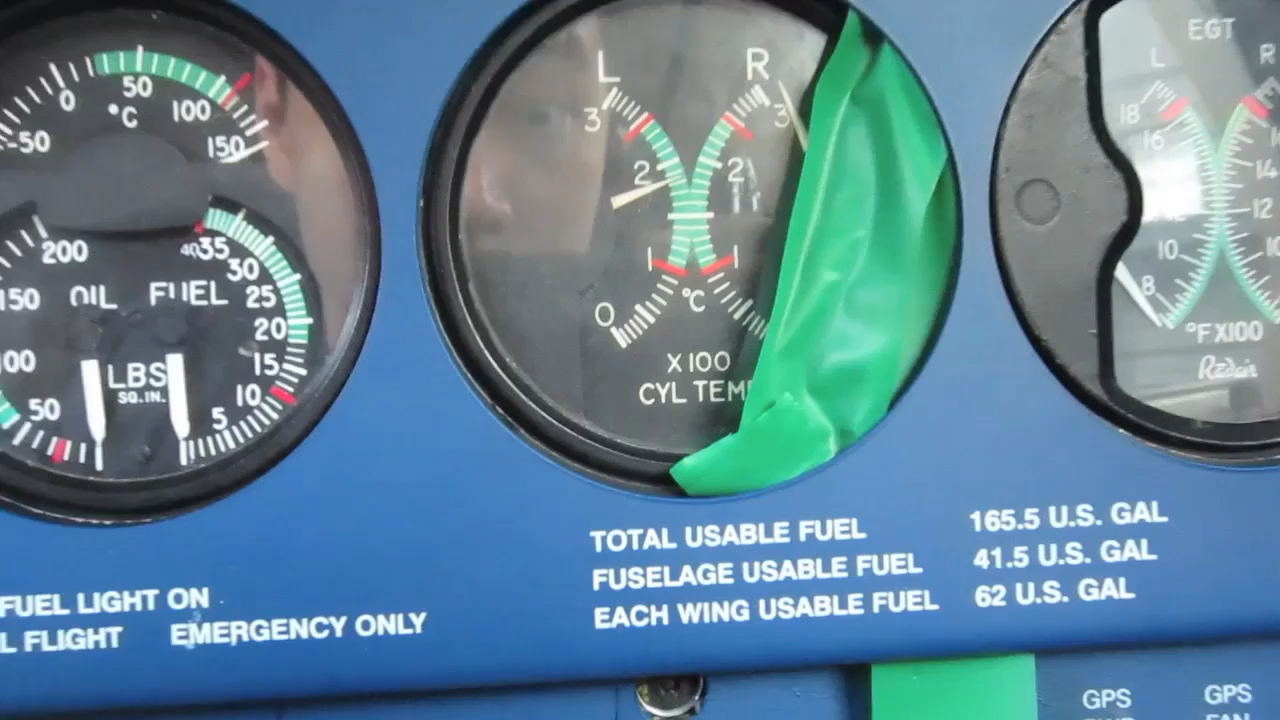 0 50 100
°C
-50 150
200 40 35
30
150 OIL FUEL 25
20
100 LBS 15
SQ.IN. 10
50 5
L R
3 3
2 2
1 1
0 °C
X100
CYL TEM
EGT
L R
18
16
14
12
10 10
8
°F X100
TOTAL USABLE FUEL 165.5 U.S. GAL
FUSELAGE USABLE FUEL 41.5 U.S. GAL
EACH WING USABLE FUEL 62 U.S. GAL
FUEL LIGHT ON
L FLIGHT EMERGENCY ONLY
GPS GPS
FAN